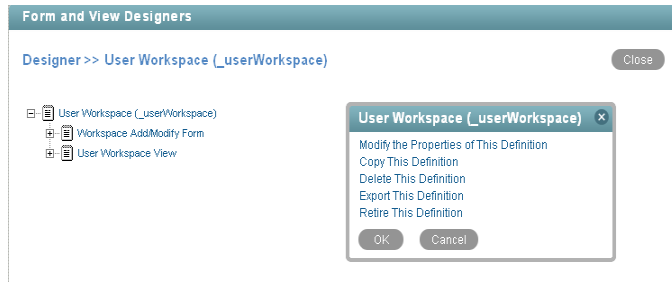 Form and View Designers
Designer >> User Workspace (_userWorkspace)
Close
User Workspace (_userWorkspace)
Workspace Add/Modify Form
User Workspace View
User Workspace (_userWorkspace)
Modify the Properties of This Definition
Copy This Definition
Delete This Definition
Export This Definition
Retire This Definition
OK Cancel